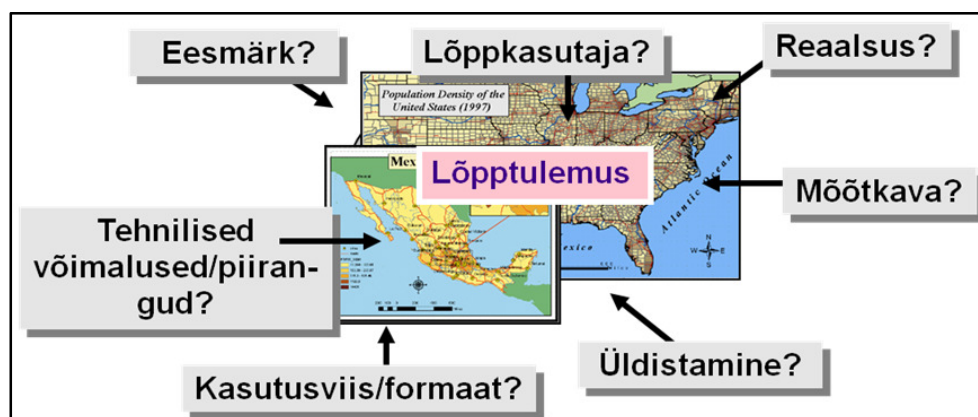 Eesmärk?
Lõppkasutaja?
Reaalsus?
Population Density of the
United States (1997)
Lõpptulemus
Atlantic Ocean
Mõõtkava?
N
W E
S
Tehnilised
võimalused/piiran-
gud?
Üldistamine?
Kasutusviis/formaat?